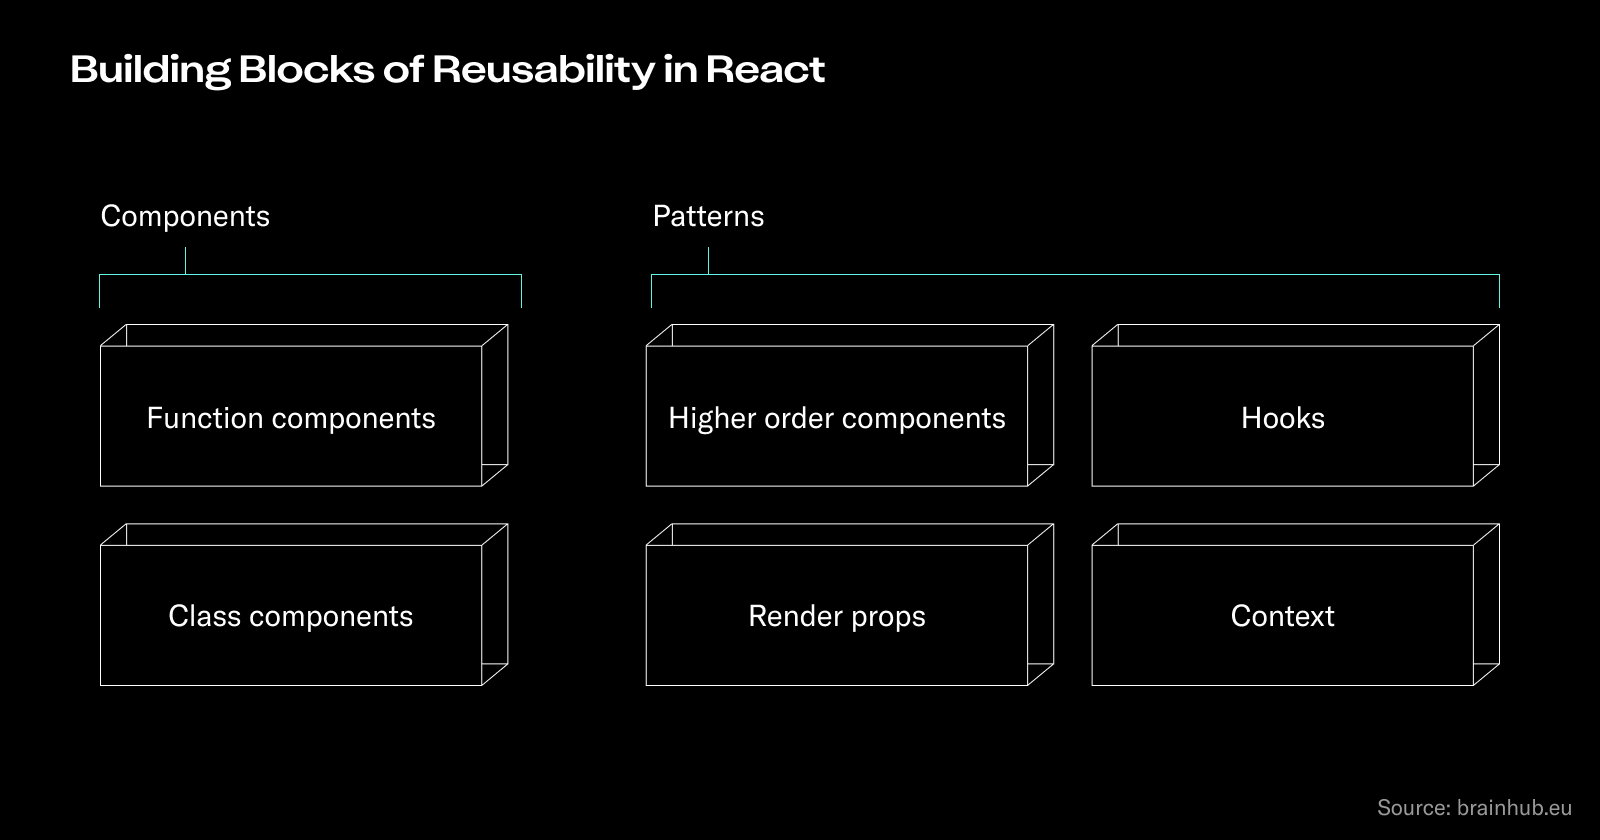 Building Blocks of Reusability in React
Components
Patterns
Function components
Higher order components
Hooks
Class components
Render props
Context
Source: brainhub.eu